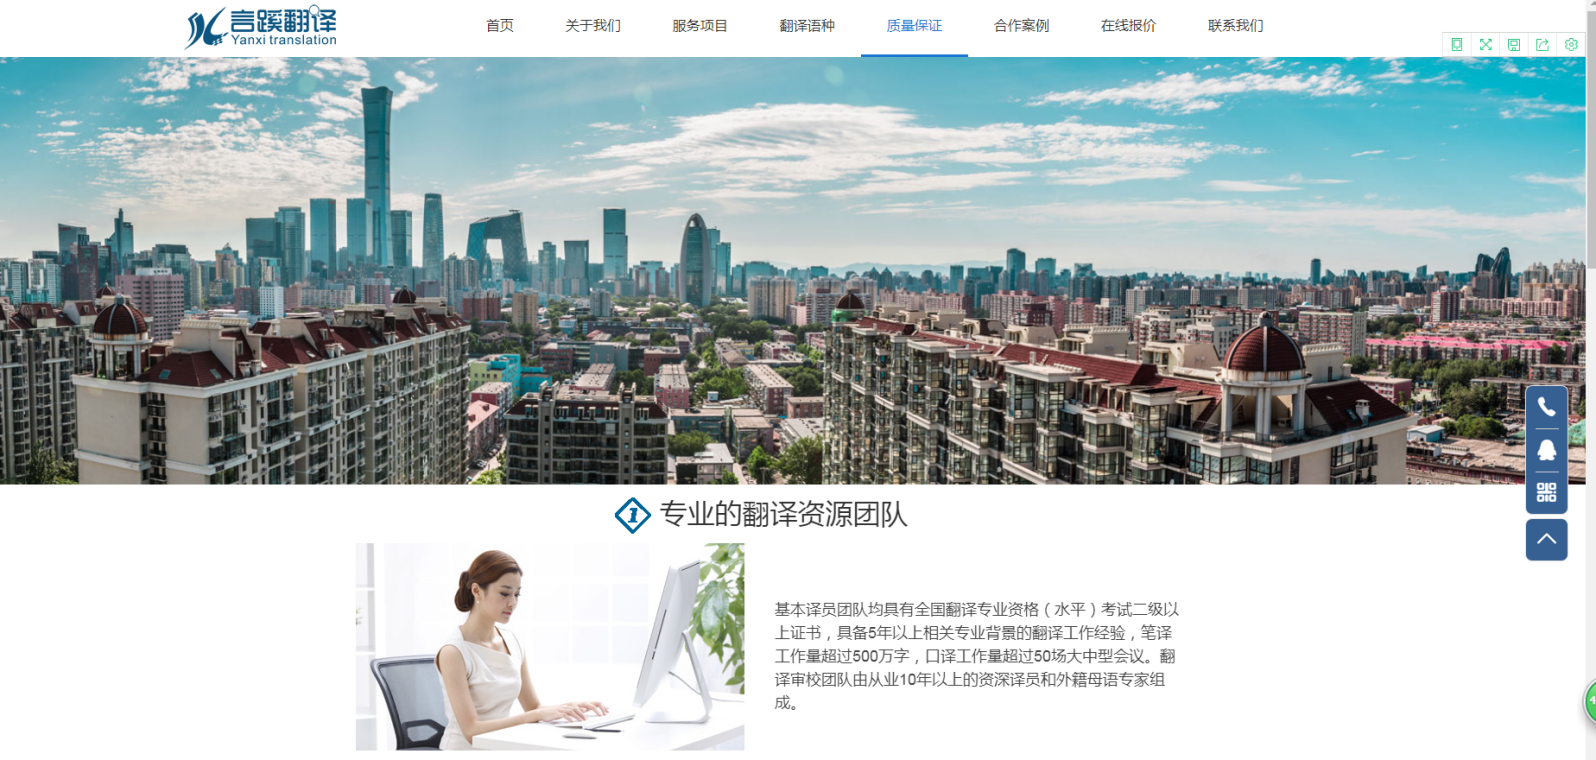 言蹊翻译
Yanxi translation
首页 关于我们 服务项目 翻译语种 质量保证 合作案例 在线报价 联系我们
1 专业的翻译资源团队
基本译员团队均具有全国翻译专业资格（水平）考试二级以
上证书，具备5年以上相关专业背景的翻译工作经验，笔译
工作量超过500万字，口译工作量超过50场大中型会议。翻
译审校团队由从业10年以上的资深译员和外籍母语专家组
成。